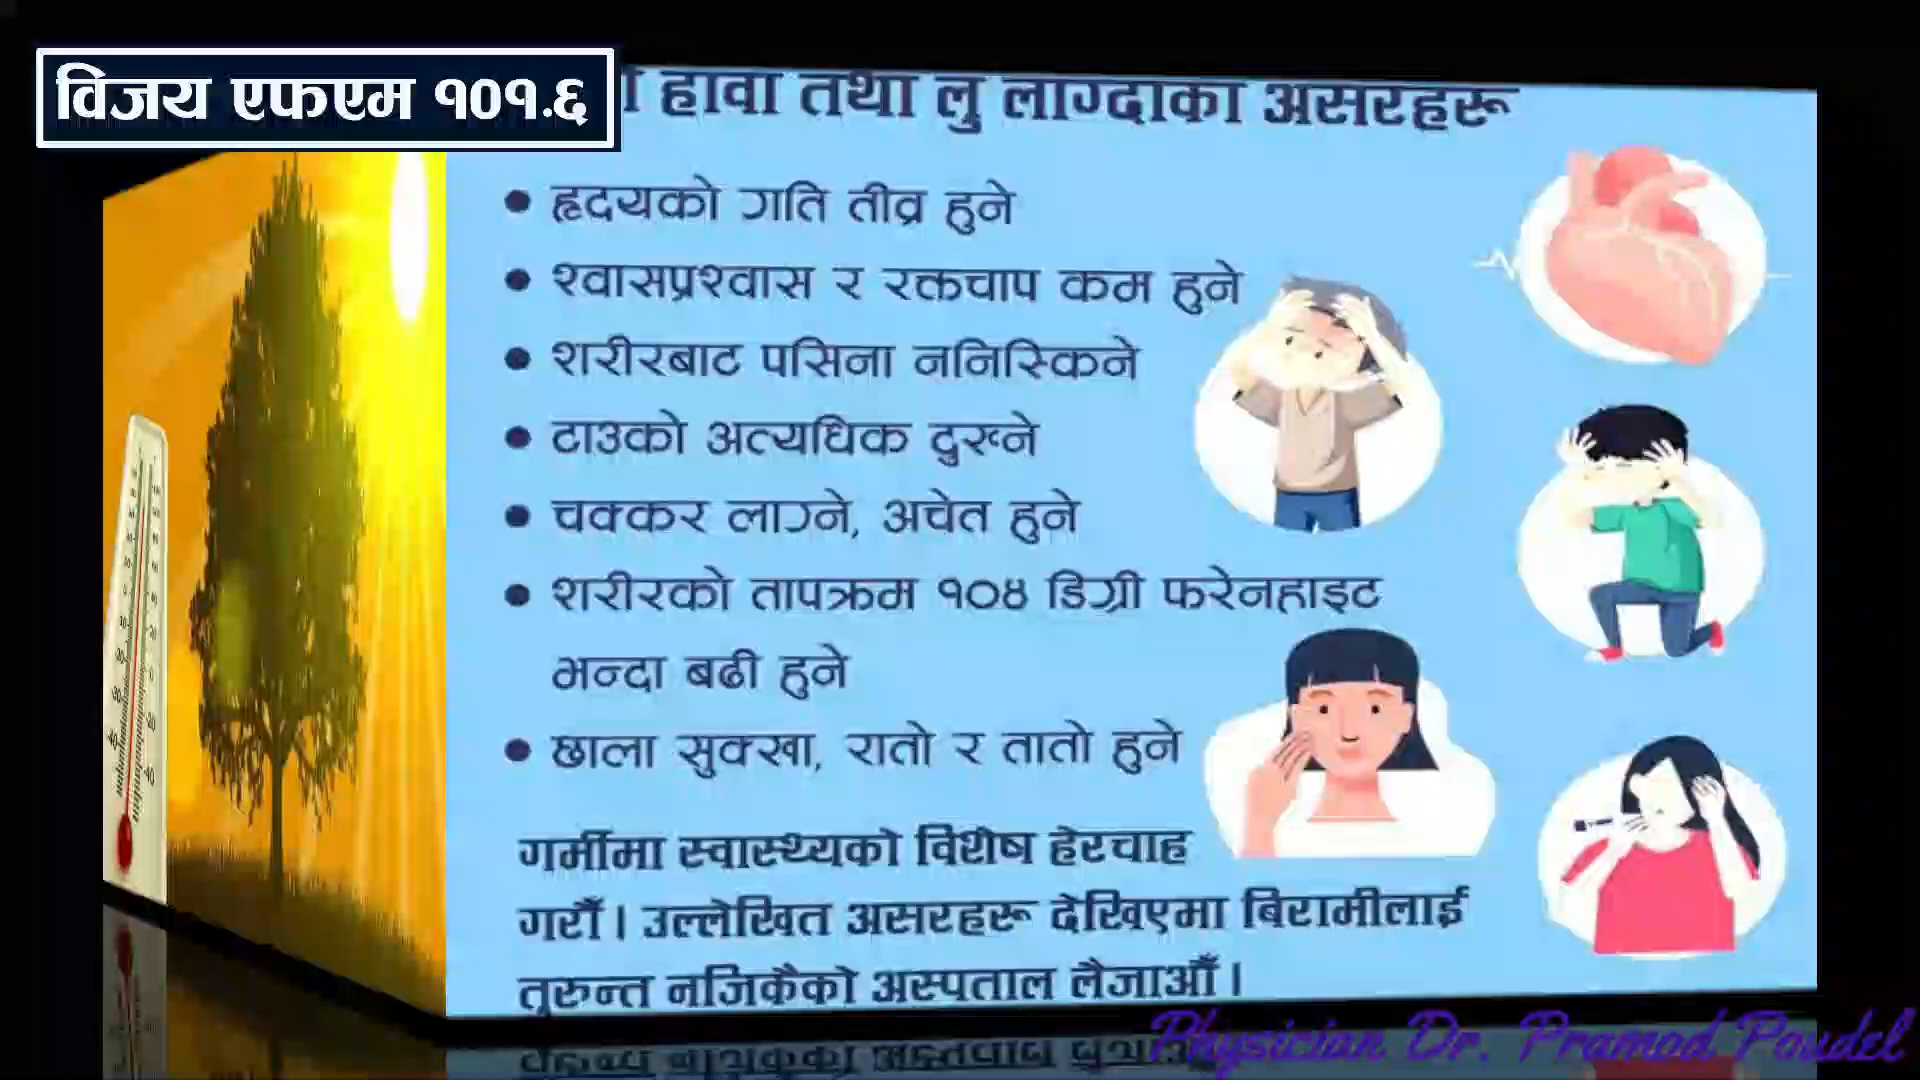 विजय एफएम १०१.६
हावा तथा लु लाग्दाका असरहरू
• हृदयको गति तीव्र हुने
• श्वासप्रश्वास र रक्तचाप कम हुने
• शरीरबाट पसिना ननिस्किने
• टाउको अत्यधिक दुख्ने
• चक्कर लाग्ने, अचेत हुने
• शरीरको तापक्रम १०४ डिग्री फरेनहाइट
भन्दा बढी हुने
• छाला सुक्खा, रातो र तातो हुने
गर्मीमा स्वास्थ्यको विशेष हेरचाह
गरौँ । उल्लेखित असरहरू देखिएमा बिरामीलाई
तुरुन्त नजिकैको अस्पताल लैजाऔँ ।
Physician Dr. Pramod Poudel